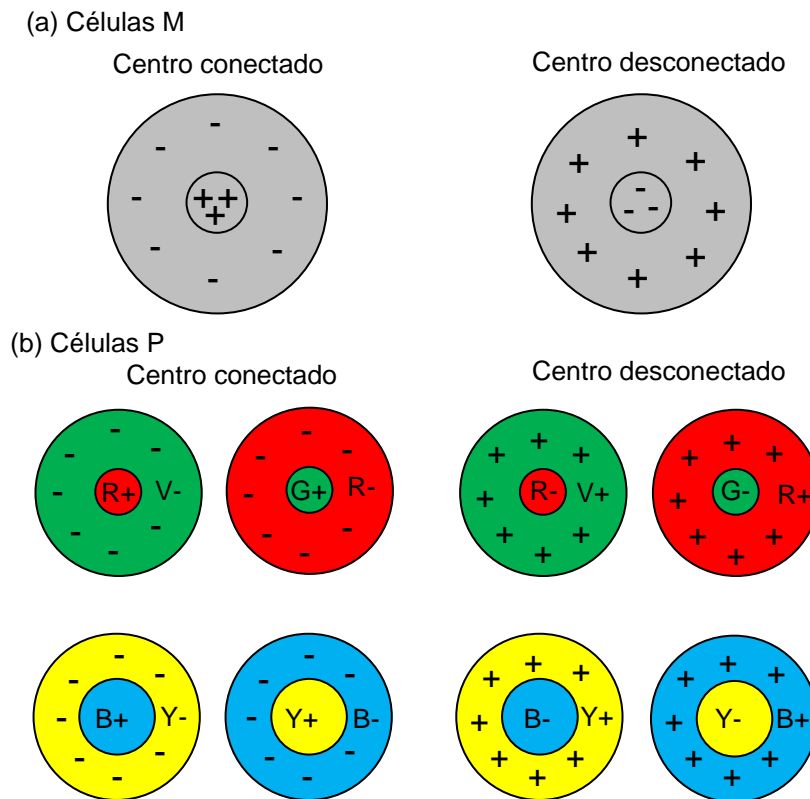 (a) Células M
Centro conectado Centro desconectado
- - - - - - - - + + + + + + + + + + +
- - -
(b) Células P
Centro conectado Centro desconectado
R+ V- G+ R- R- V+ G- R+
B+ Y- Y+ B- B- Y+ Y- B+